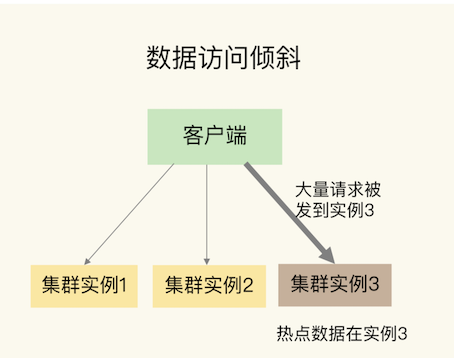 数据访问倾斜
客户端
大量请求被
发到实例3
集群实例1
集群实例2
集群实例3
热点数据在实例3